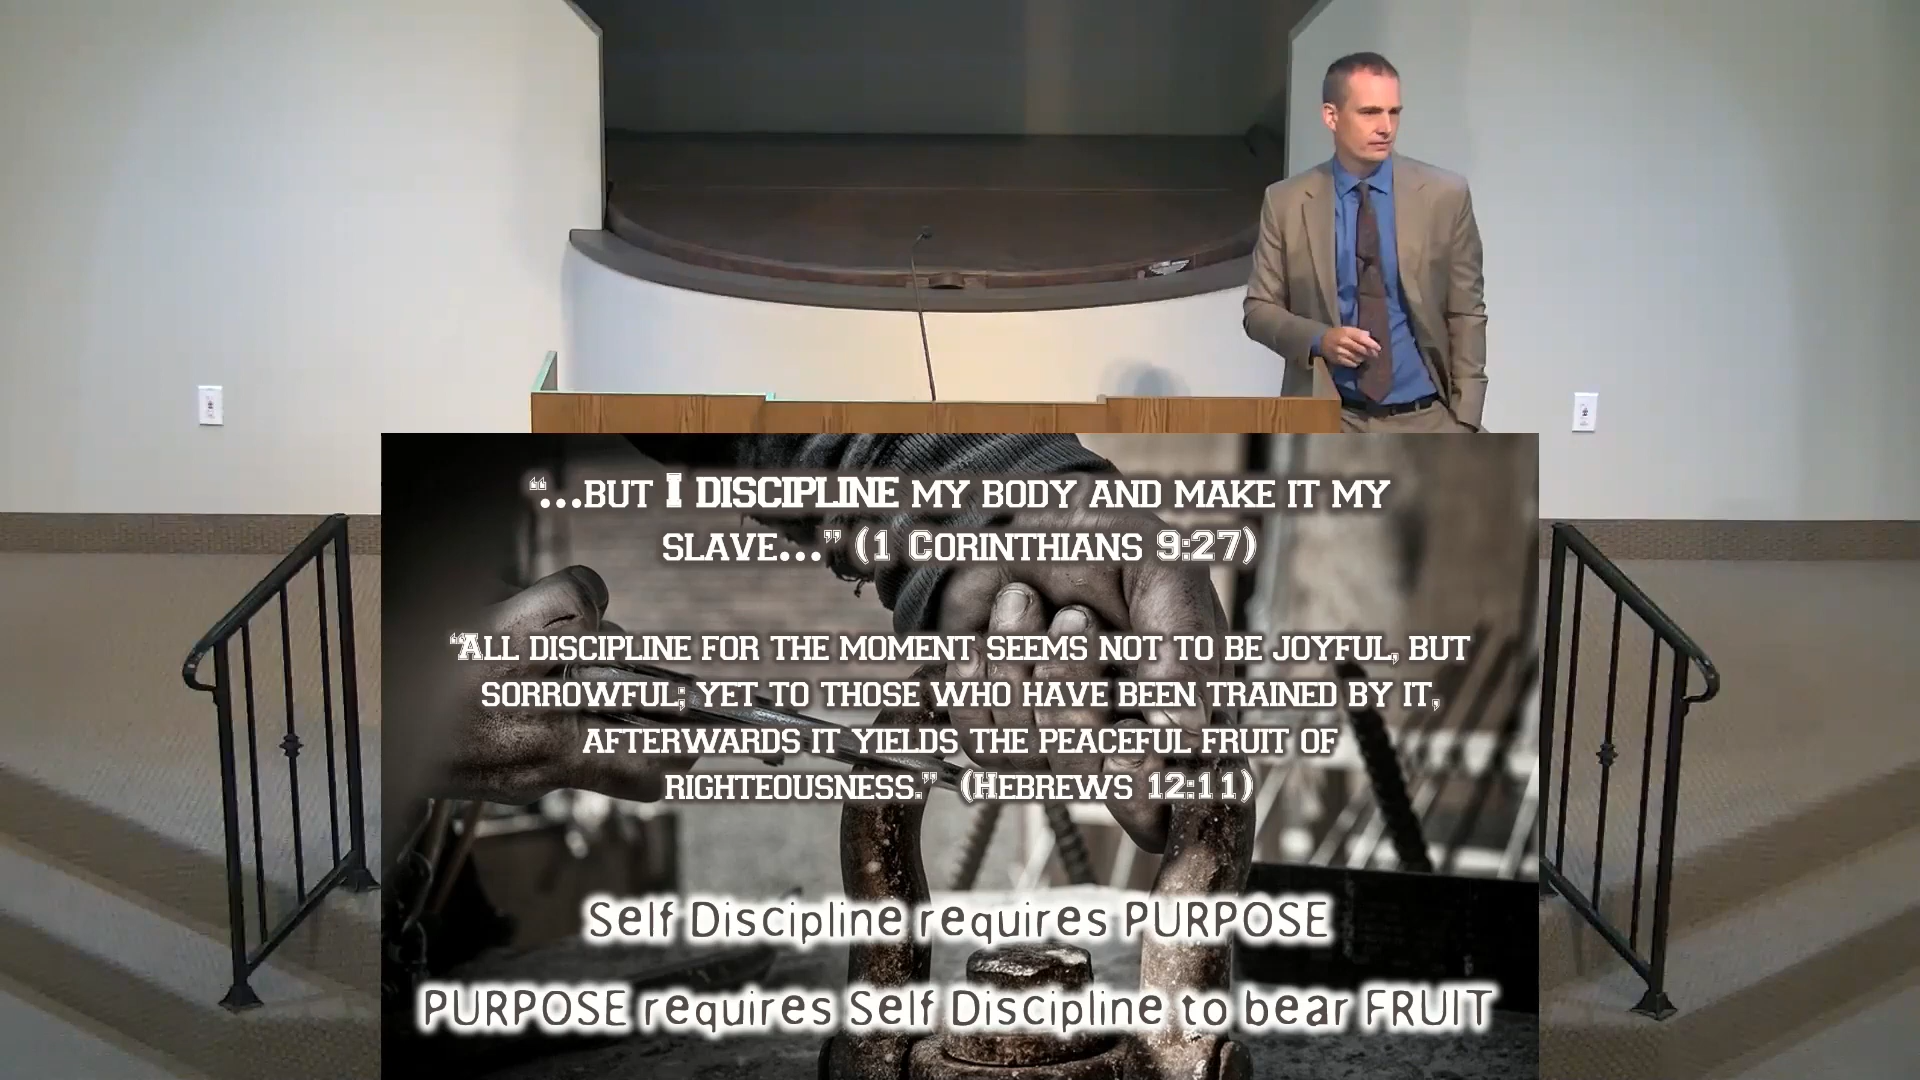 “...but I discipline my body and make it my
slave...” (1 Corinthians 9:27)
“All discipline for the moment seems not to be joyful, but
sorrowful; yet to those who have been trained by it,
afterwards it yields the peaceful fruit of
righteousness.” (Hebrews 12:11)
Self Discipline requires PURPOSE
PURPOSE requires Self Discipline to bear FRUIT